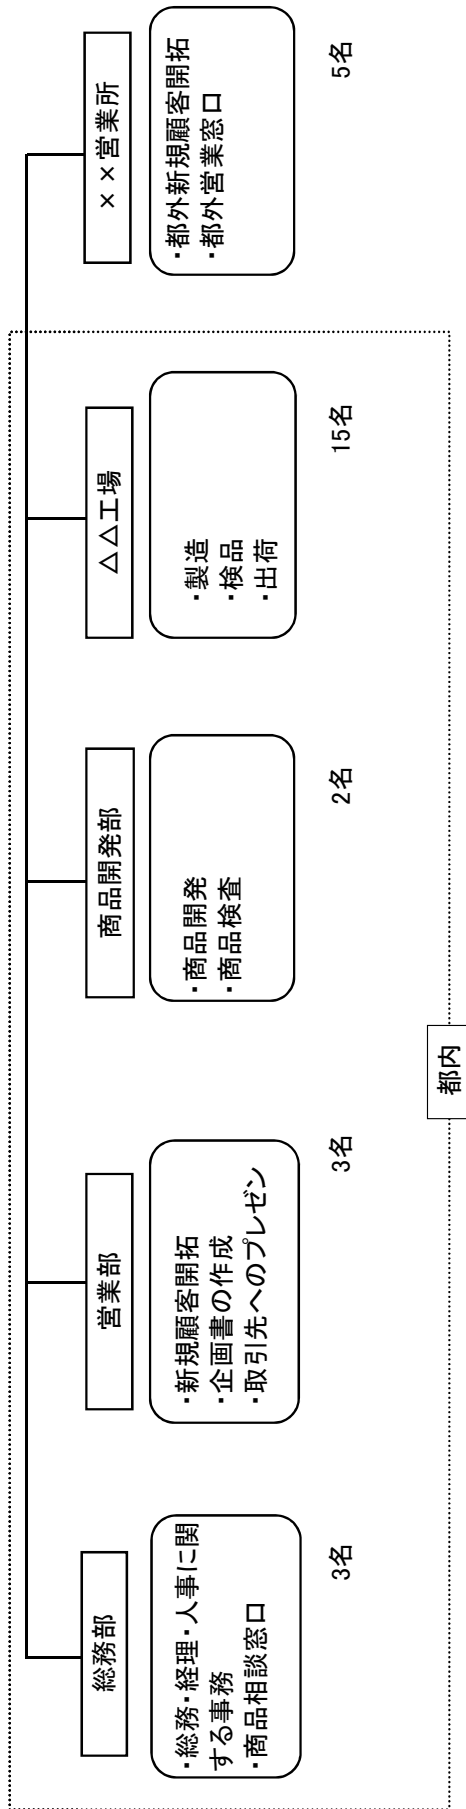 総務部
・総務・経理・人事に関
する事務
・商品相談窓口
3名
営業部
・新規顧客開拓
・企画書の作成
・取引先へのプレゼン
3名
商品開発部
・商品開発
・商品検査
2名
△△工場
・製造
・検品
・出荷
15名
××営業所
・都外新規顧客開拓
・都外営業窓口
5名
都内